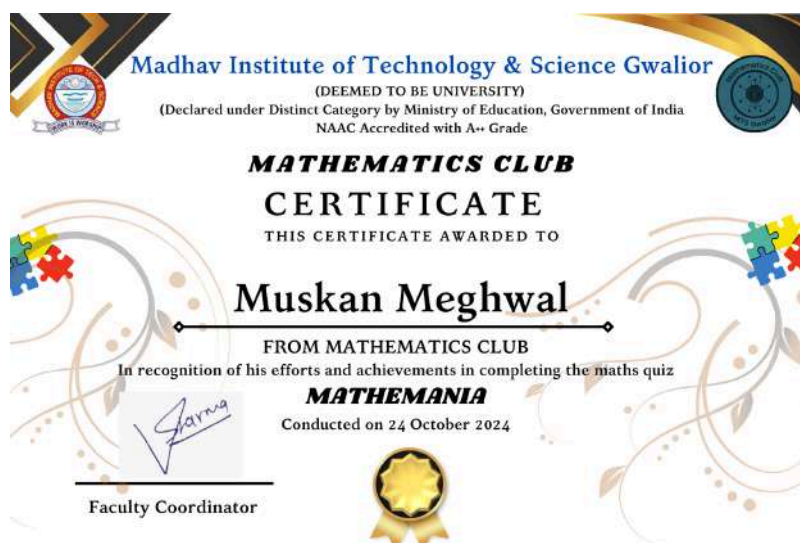 Madhav Institute of Technology & Science Gwalior
(DEEMED TO BE UNIVERSITY)
(Declared under Distinct Category by Ministry of Education, Government of India
NAAC Accredited with A++ Grade
MATHEMATICS CLUB
CERTIFICATE
THIS CERTIFICATE AWARDED TO
Muskan Meghwal
FROM MATHEMATICS CLUB
In recognition of his efforts and achievements in completing the maths quiz
MATHEMANIA
Conducted on 24 October 2024
Sharma
Faculty Coordinator